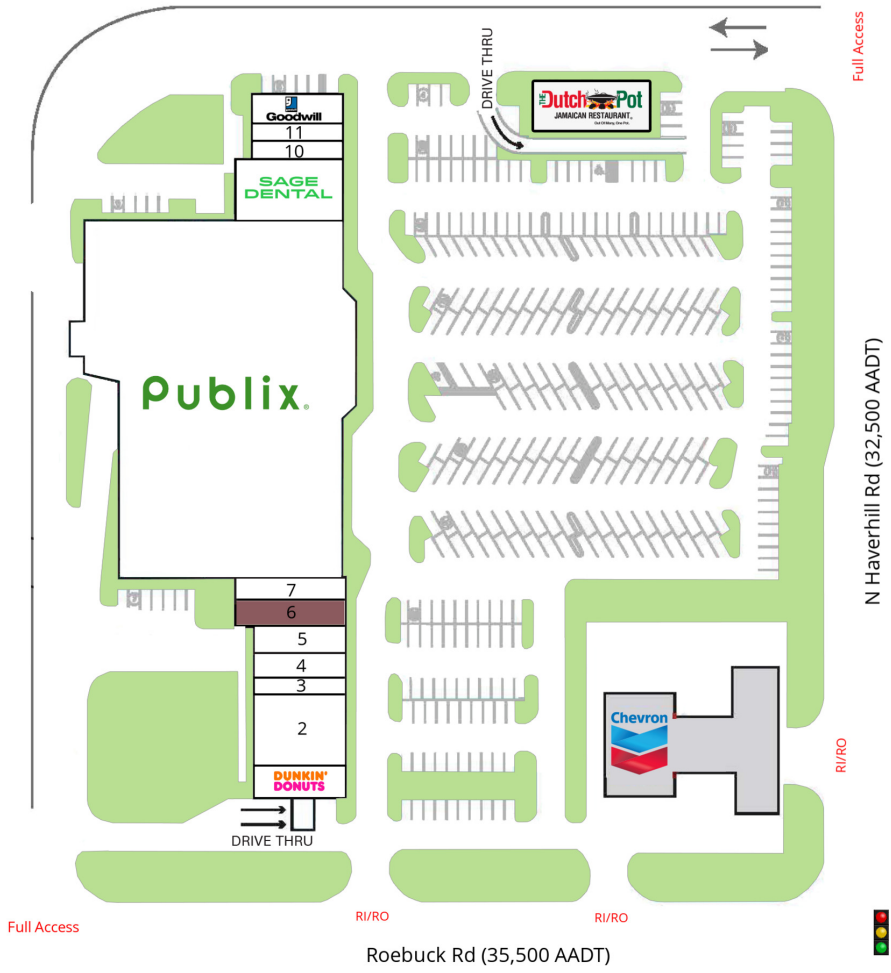 Full Access
DRIVE THRU
THE
Dutch Pot
JAMAICAN RESTAURANT
Goodwill
11
10
SAGE
DENTAL
Publix.
N Haverhill Rd (32,500 AADT)
7
6
5
4
3
2
Chevron
RI/RO
DUNKIN'
DONUTS
DRIVE THRU
RI/RO
RI/RO
Full Access
Roebuck Rd (35,500 AADT)